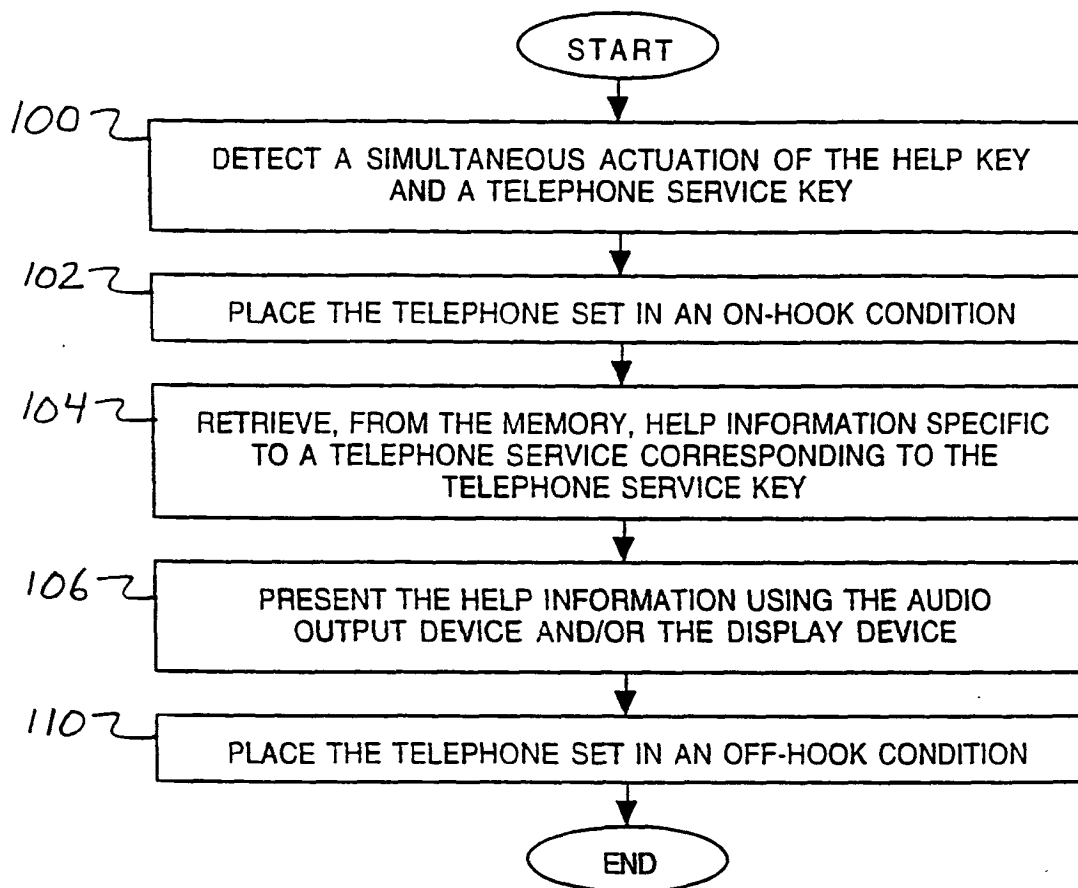 START
100
DETECT A SIMULTANEOUS ACTUATION OF THE HELP KEY
AND A TELEPHONE SERVICE KEY
102
PLACE THE TELEPHONE SET IN AN ON-HOOK CONDITION
104
RETRIEVE, FROM THE MEMORY, HELP INFORMATION SPECIFIC
TO A TELEPHONE SERVICE CORRESPONDING TO THE
TELEPHONE SERVICE KEY
106
PRESENT THE HELP INFORMATION USING THE AUDIO
OUTPUT DEVICE AND/OR THE DISPLAY DEVICE
110
PLACE THE TELEPHONE SET IN AN OFF-HOOK CONDITION
END